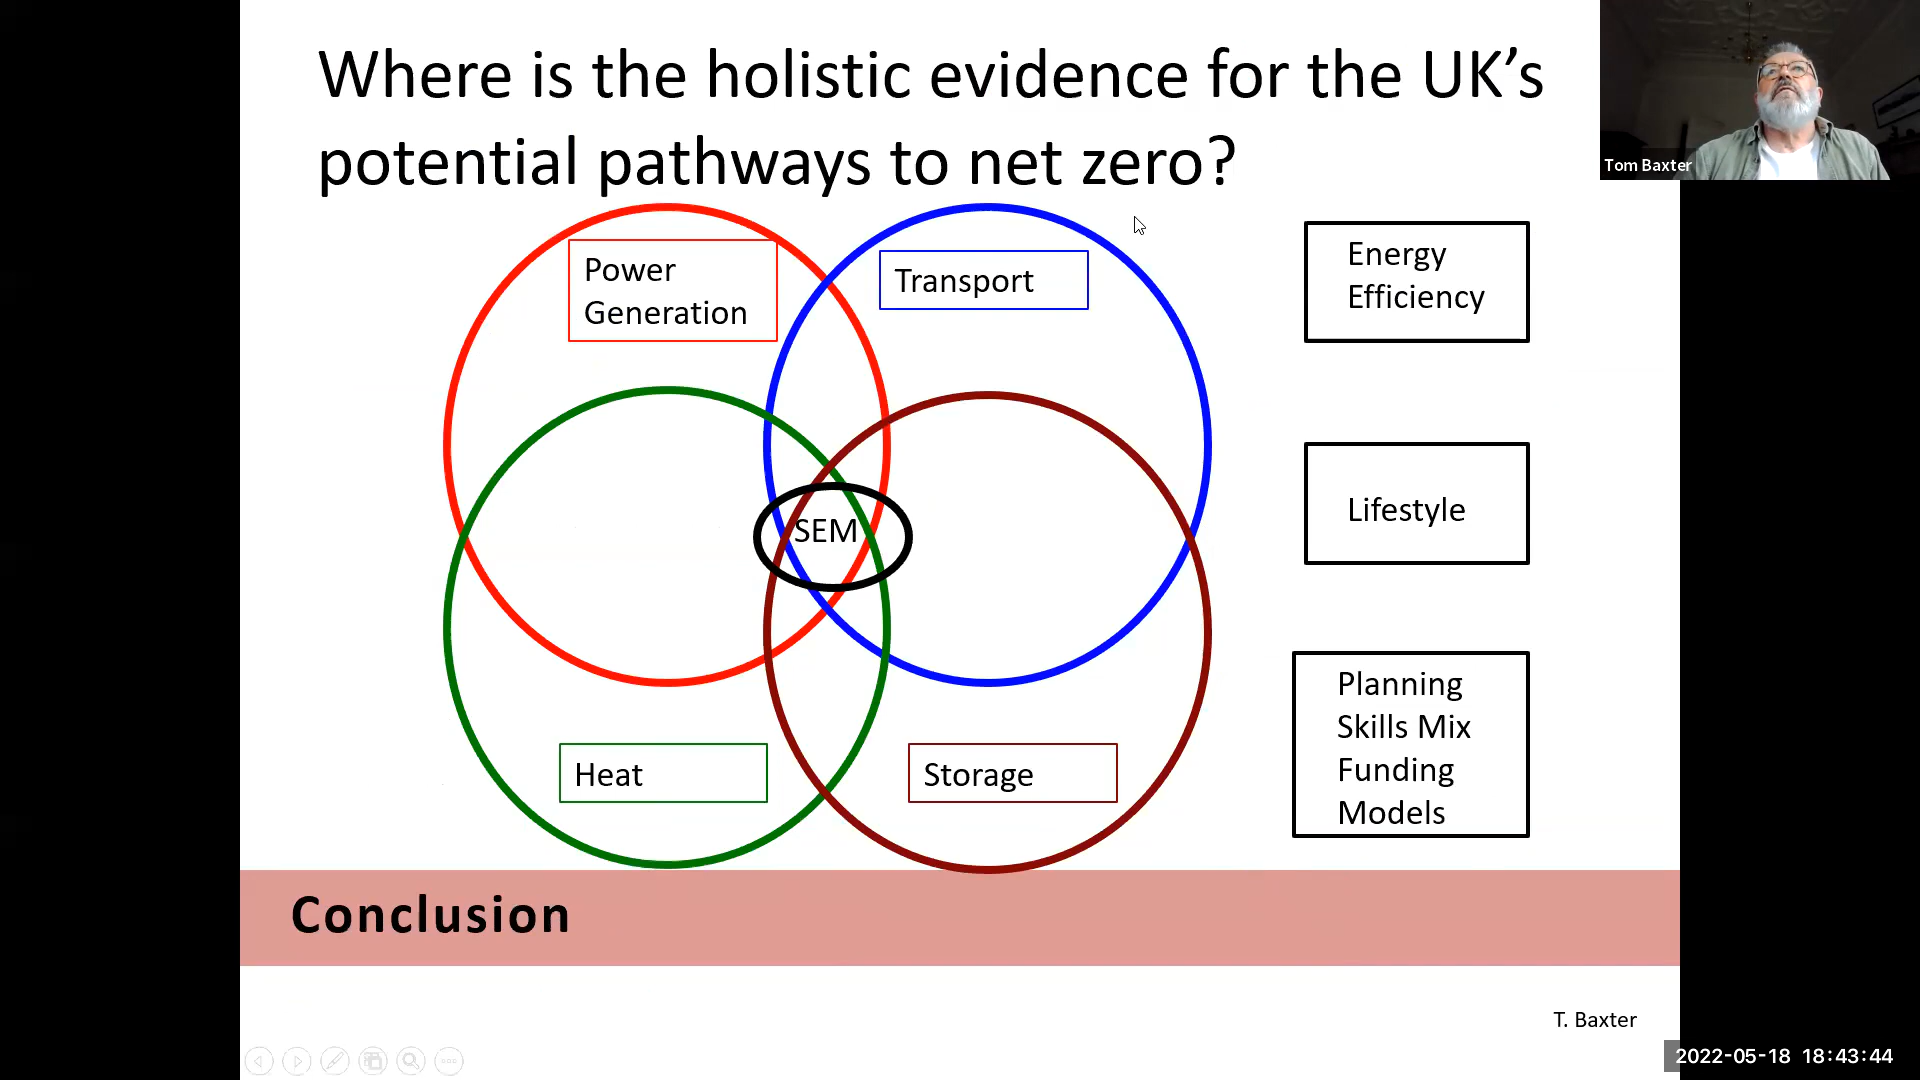 Where is the holistic evidence for the UK’s
potential pathways to net zero?
Tom Baxter
Power
Generation
Transport
Energy
Efficiency
SEM
Lifestyle
Heat
Storage
Planning
Skills Mix
Funding
Models
Conclusion
T. Baxter
2022-05-18 18:43:44